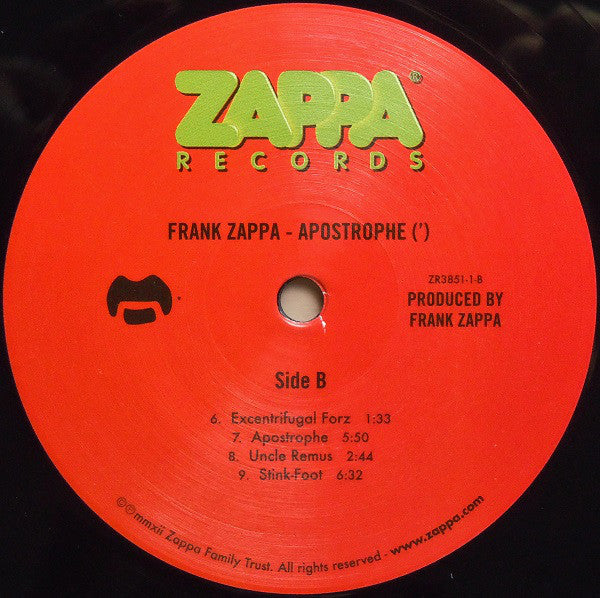 ZAPPA®
RECORDS
FRANK ZAPPA - APOSTROPHE (')
ZR3851-1-B
PRODUCED BY
FRANK ZAPPA
Side B
6. Excentrifugal Forz 1:33
7. Apostrophe 5:50
8. Uncle Remus 2:44
9. Stink-Foot 6:32
©℗mmxii Zappa Family Trust. All rights reserved - www.zappa.com